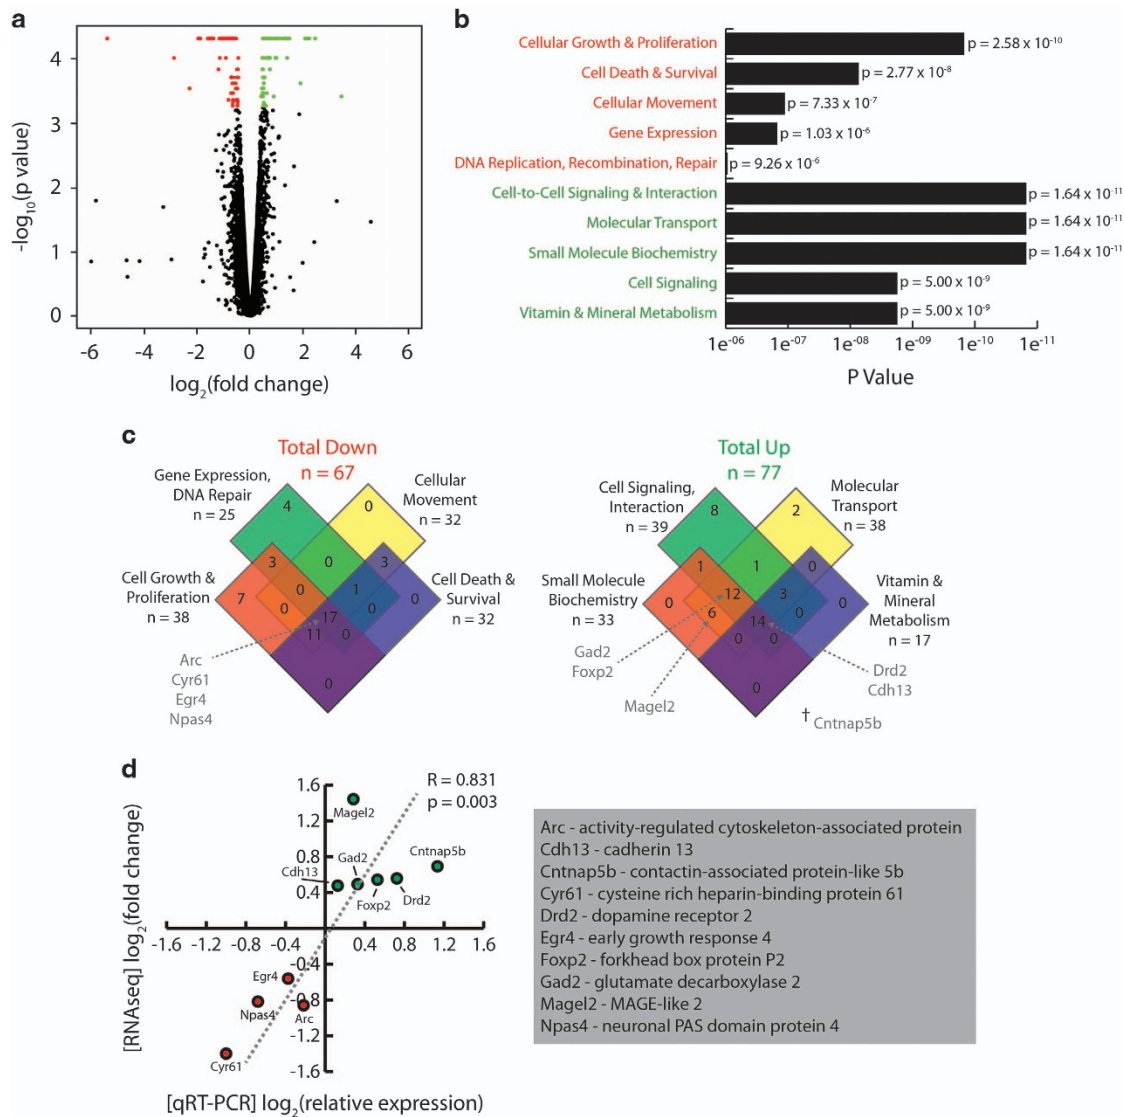 a
-log10(p value)
4
3
2
1
0
-6
-4
-2
0
2
4
6
log2(fold change)
b
Cellular Growth & Proliferation
p = 2.58 x 10-10
Cell Death & Survival
p = 2.77 x 10-8
Cellular Movement
p = 7.33 x 10-7
Gene Expression
p = 1.03 x 10-6
DNA Replication, Recombination, Repair
p = 9.26 x 10-6
Cell-to-Cell Signaling & Interaction
p = 1.64 x 10-11
Molecular Transport
p = 1.64 x 10-11
Small Molecule Biochemistry
p = 1.64 x 10-11
Cell Signaling
p = 5.00 x 10-9
Vitamin & Mineral Metabolism
p = 5.00 x 10-9
1e-06
1e-07
1e-08
1e-09
1e-10
1e-11
P Value
c
Total Down
n = 67
Gene Expression,
DNA Repair
n = 25
Cellular
Movement
n = 32
Cell Growth &
Proliferation
n = 38
Cell Death &
Survival
n = 32
4
0
3
0
3
7
0
1
0
0
0
17
11
0
0
Arc
Cyr61
Egr4
Npas4
Total Up
n = 77
Cell Signaling,
Interaction
n = 39
Molecular
Transport
n = 38
Small Molecule
Biochemistry
n = 33
Vitamin &
Mineral
Metabolism
n = 17
8
2
1
1
0
0
12
3
0
6
0
14
0
0
0
Gad2
Foxp2
Magel2
Drd2
Cdh13
† Cntnap5b
d
[RNAseq] log2(fold change)
1.6
1.2
0.8
0.4
-0.4
-0.8
-1.2
-1.6
-1.6
-1.2
-0.8
-0.4
0.4
0.8
1.2
1.6
R = 0.831
p = 0.003
Magel2
Cntnap5b
Gad2
Cdh13
Foxp2
Drd2
Egr4
Npas4
Arc
Cyr61
[qRT-PCR] log2(relative expression)
Arc - activity-regulated cytoskeleton-associated protein
Cdh13 - cadherin 13
Cntnap5b - contactin-associated protein-like 5b
Cyr61 - cysteine rich heparin-binding protein 61
Drd2 - dopamine receptor 2
Egr4 - early growth response 4
Foxp2 - forkhead box protein P2
Gad2 - glutamate decarboxylase 2
Magel2 - MAGE-like 2
Npas4 - neuronal PAS domain protein 4